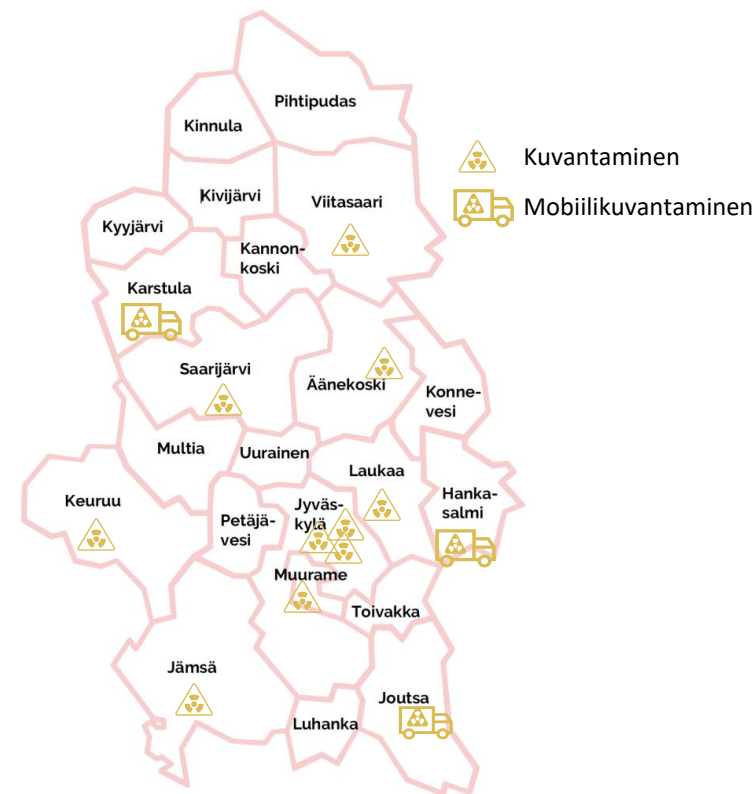 Pihtipudas
Kinnula
Kuvantaminen
Kivijärvi
Viitasaari
Mobiilikuvantaminen
Kyyjärvi
Kannon-
koski
Karstula
Saarijärvi
Äänekoski
Konne-
vesi
Multia
Uurainen
Laukaa
Keuruu
Hanka-
salmi
Petäjä-
vesi
Jyväs-
kylä
Muurame
Toivakka
Jämsä
Joutsa
Luhanka